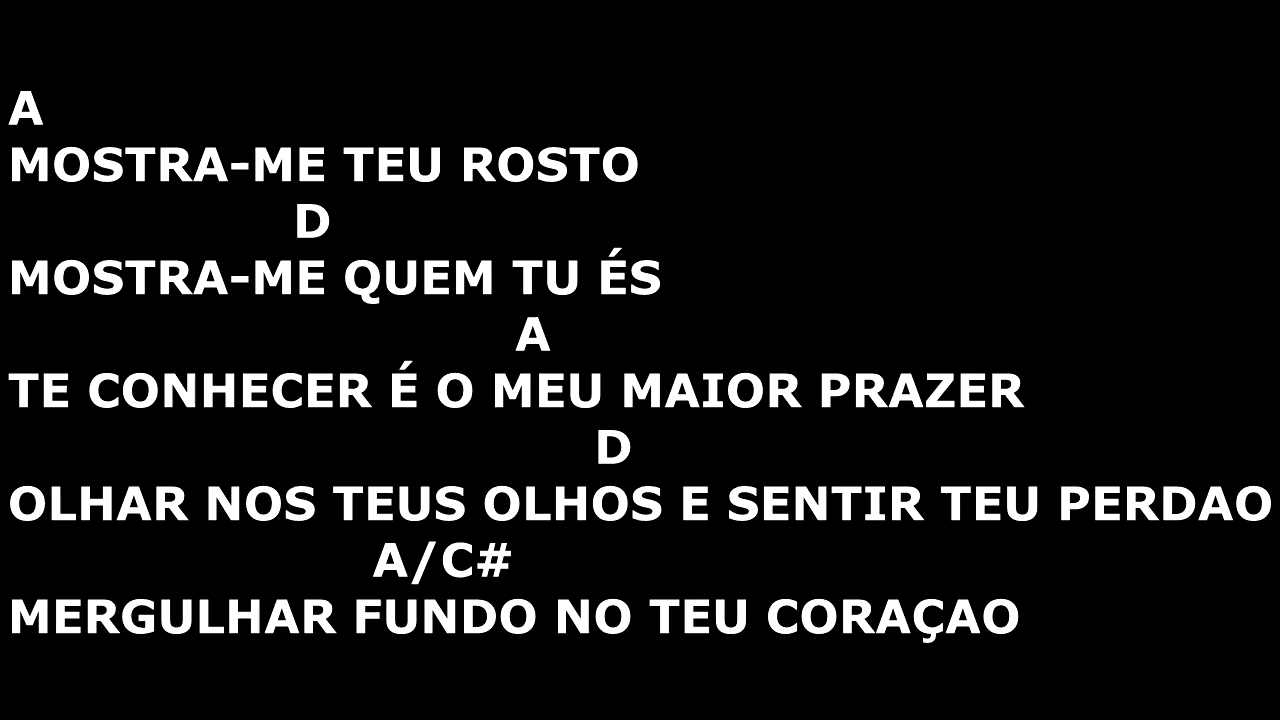 A
MOSTRA-ME TEU ROSTO
D
MOSTRA-ME QUEM TU ÉS
A
TE CONHECER É O MEU MAIOR PRAZER
D
OLHAR NOS TEUS OLHOS E SENTIR TEU PERDAO
A/C#
MERGULHAR FUNDO NO TEU CORAÇAO